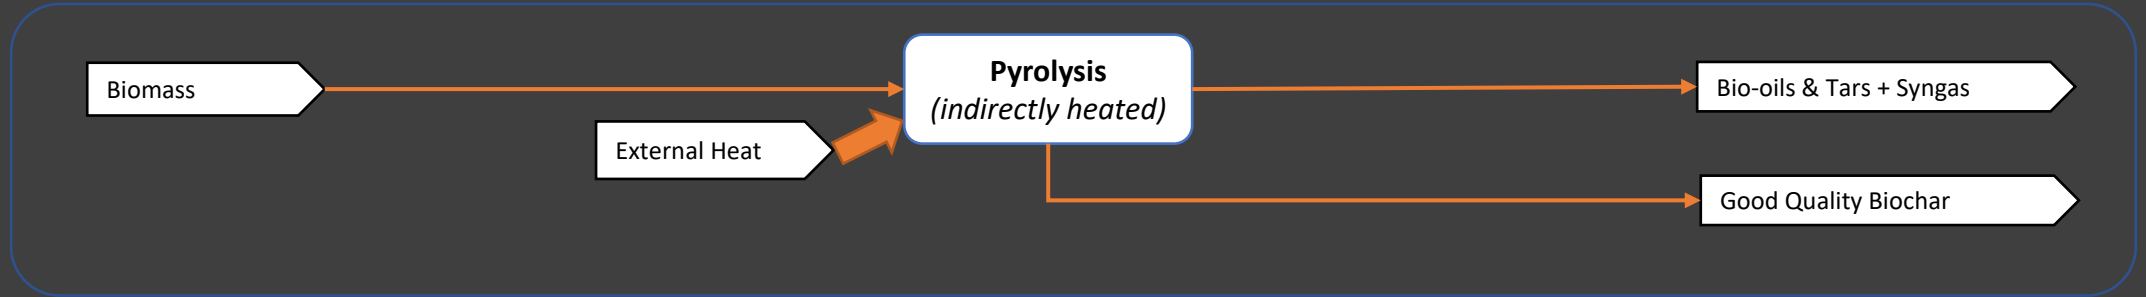 Biomass
External Heat
Pyrolysis
(indirectly heated)
Bio-oils & Tars + Syngas
Good Quality Biochar